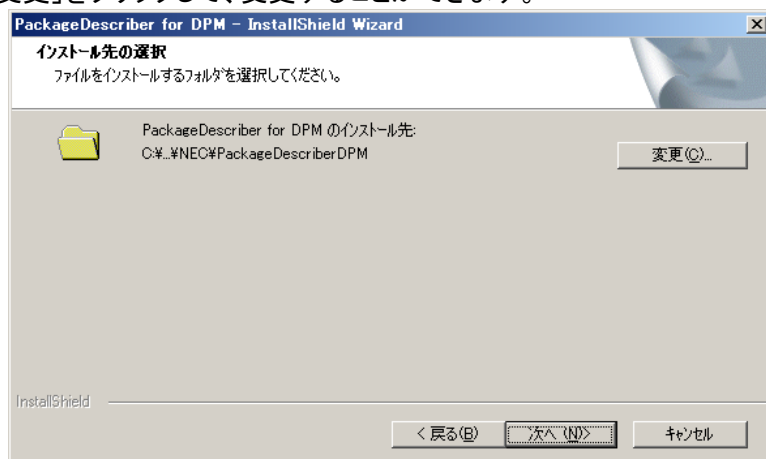 変更」をクリックして、変更することができます。
PackageDescriber for DPM - InstallShield Wizard
インストール先の選択
ファイルをインストールするフォルダを選択してください。
PackageDescriber for DPM のインストール先:
C:¥...¥NEC¥PackageDescriberDPM
変更(C)...
InstallShield
< 戻る(B)
次へ (N)>
キャンセル